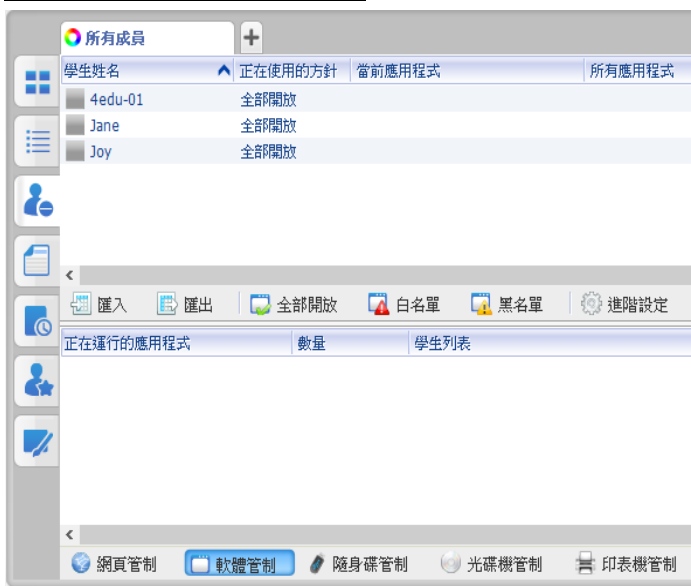 所有成員 +
學生姓名 正在使用的方針 當前應用程式 所有應用程式
4edu-01 全部開放
Jane 全部開放
Joy 全部開放
匯入 匯出 全部開放 白名單 黑名單 進階設定
正在運行的應用程式 數量 學生列表
網頁管制 軟體管制 隨身碟管制 光碟機管制 印表機管制